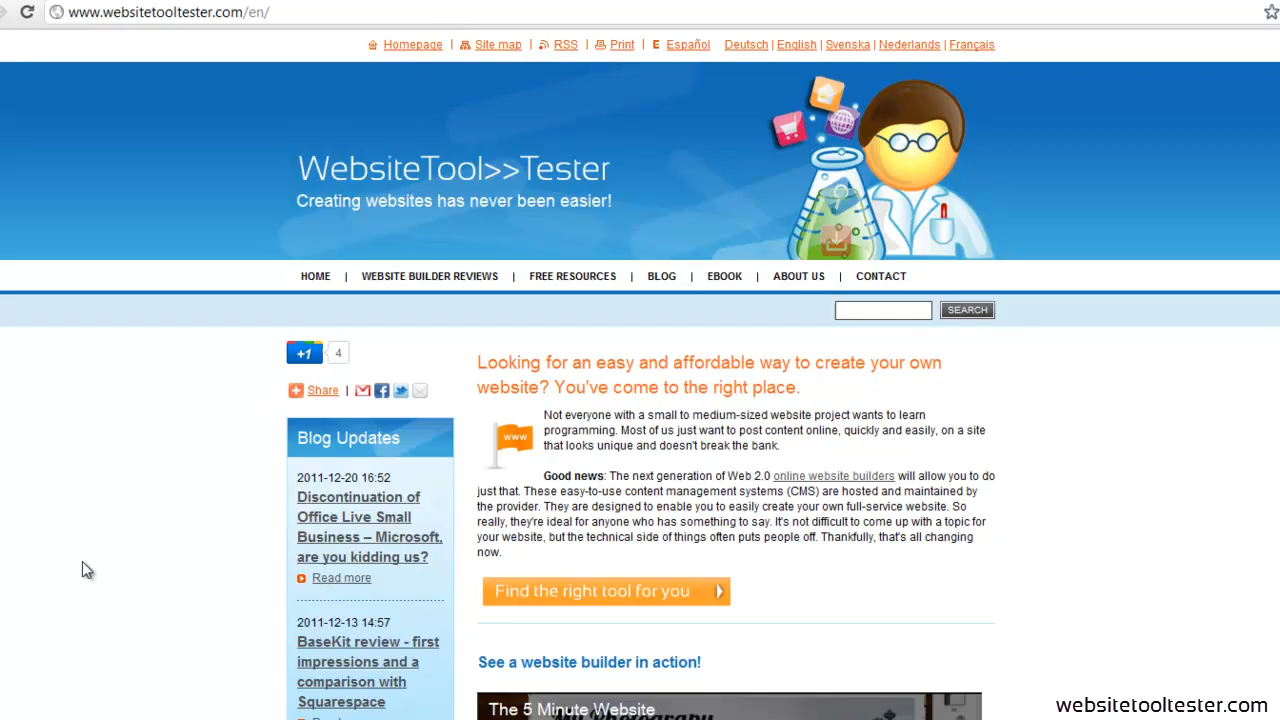 www.websitetooltester.com/en/
Homepage | Site map | RSS | Print | E Español Deutsch | English | Svenska | Nederlands | Français
WebsiteTool>>Tester
Creating websites has never been easier!
HOME | WEBSITE BUILDER REVIEWS | FREE RESOURCES | BLOG | EBOOK | ABOUT US | CONTACT
SEARCH
+1 4
Share |
Blog Updates
2011-12-20 16:52
Discontinuation of
Office Live Small
Business – Microsoft,
are you kidding us?
Read more
2011-12-13 14:57
BaseKit review - first
impressions and a
comparison with
Squarespace
Looking for an easy and affordable way to create your own
website? You've come to the right place.
www
Not everyone with a small to medium-sized website project wants to learn
programming. Most of us just want to post content online, quickly and easily, on a site
that looks unique and doesn't break the bank.
Good news: The next generation of Web 2.0 online website builders will allow you to do
just that. These easy-to-use content management systems (CMS) are hosted and maintained by
the provider. They are designed to enable you to easily create your own full-service website. So
really, they're ideal for anyone who has something to say. It's not difficult to come up with a topic for
your website, but the technical side of things often puts people off. Thankfully, that's all changing
now.
Find the right tool for you
See a website builder in action!
The 5 Minute Website
websitetooltester.com